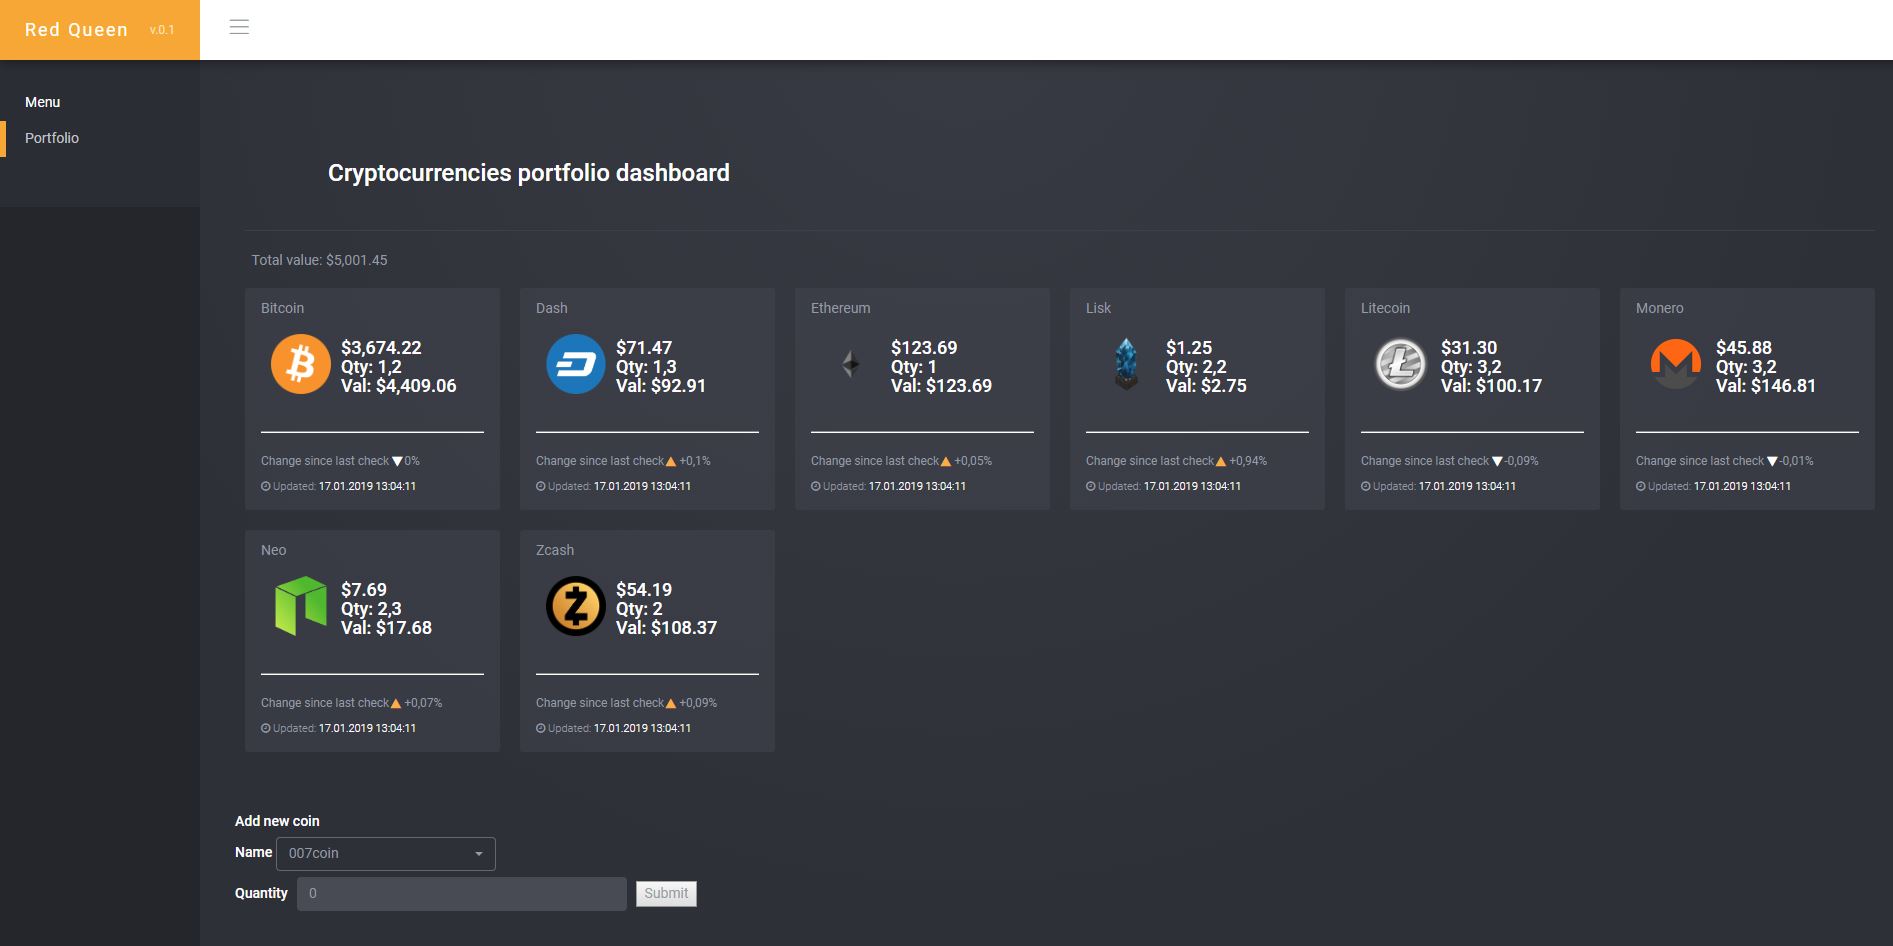 Red Queen v.0.1
Menu
Portfolio
Cryptocurrencies portfolio dashboard
Total value: $5,001.45
Bitcoin
$3,674.22
Qty: 1,2
Val: $4,409.06
Change since last check ▼0%
Updated: 17.01.2019 13:04:11
Dash
$71.47
Qty: 1,3
Val: $92.91
Change since last check▲ +0,1%
Updated: 17.01.2019 13:04:11
Ethereum
$123.69
Qty: 1
Val: $123.69
Change since last check▲ +0,05%
Updated: 17.01.2019 13:04:11
Lisk
$1.25
Qty: 2,2
Val: $2.75
Change since last check▲ +0,94%
Updated: 17.01.2019 13:04:11
Litecoin
$31.30
Qty: 3,2
Val: $100.17
Change since last check ▼-0,09%
Updated: 17.01.2019 13:04:11
Monero
$45.88
Qty: 3,2
Val: $146.81
Change since last check ▼-0,01%
Updated: 17.01.2019 13:04:11
Neo
$7.69
Qty: 2,3
Val: $17.68
Change since last check▲ +0,07%
Updated: 17.01.2019 13:04:11
Zcash
$54.19
Qty: 2
Val: $108.37
Change since last check▲ +0,09%
Updated: 17.01.2019 13:04:11
Add new coin
Name 007coin
Quantity 0 Submit